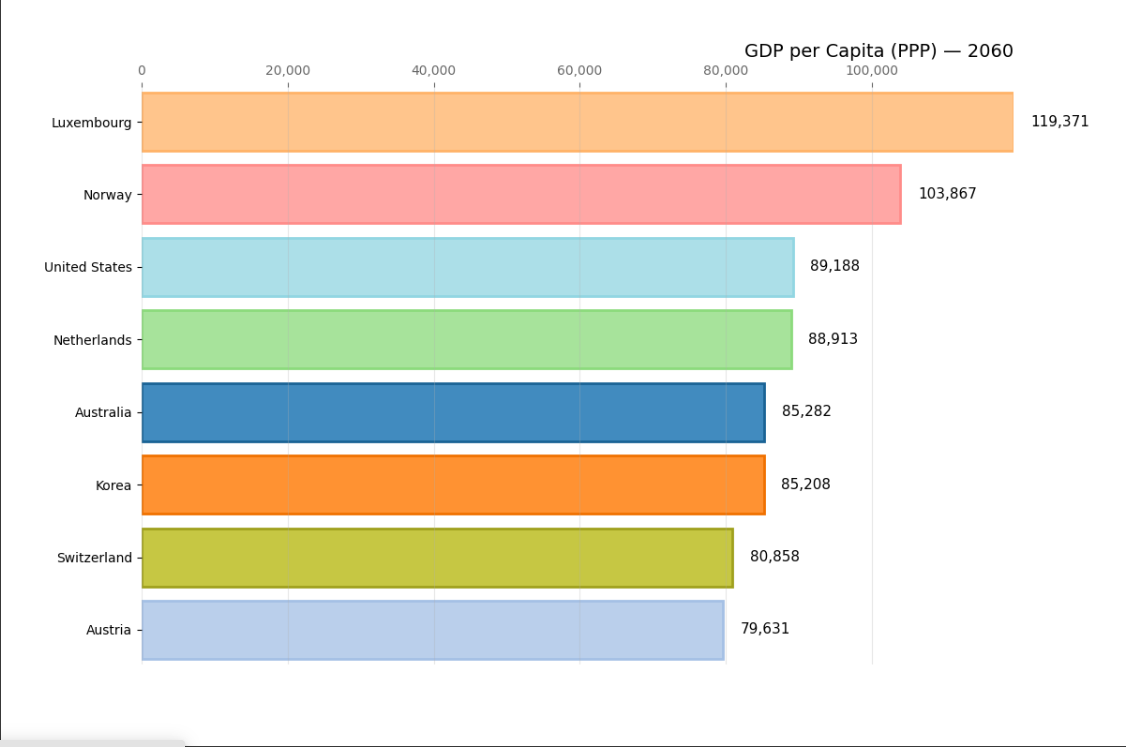 GDP per Capita (PPP) — 2060
0 20,000 40,000 60,000 80,000 100,000
Luxembourg 119,371
Norway 103,867
United States 89,188
Netherlands 88,913
Australia 85,282
Korea 85,208
Switzerland 80,858
Austria 79,631